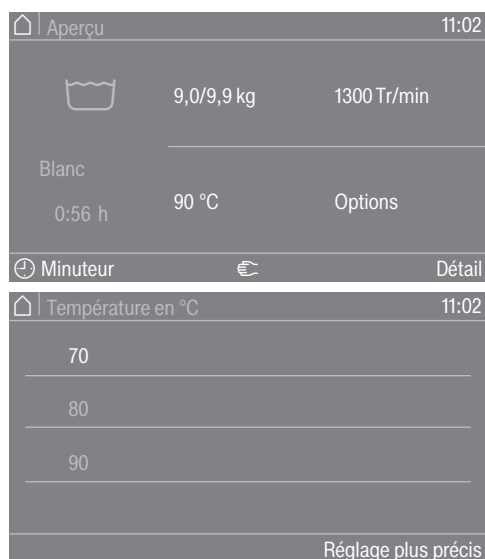 Aperçu 11:02
9,0/9,9 kg 1300 Tr/min
Blanc
0:56 h
90 °C Options
Minuteur Détail
Température en °C 11:02
70
80
90
Réglage plus précis